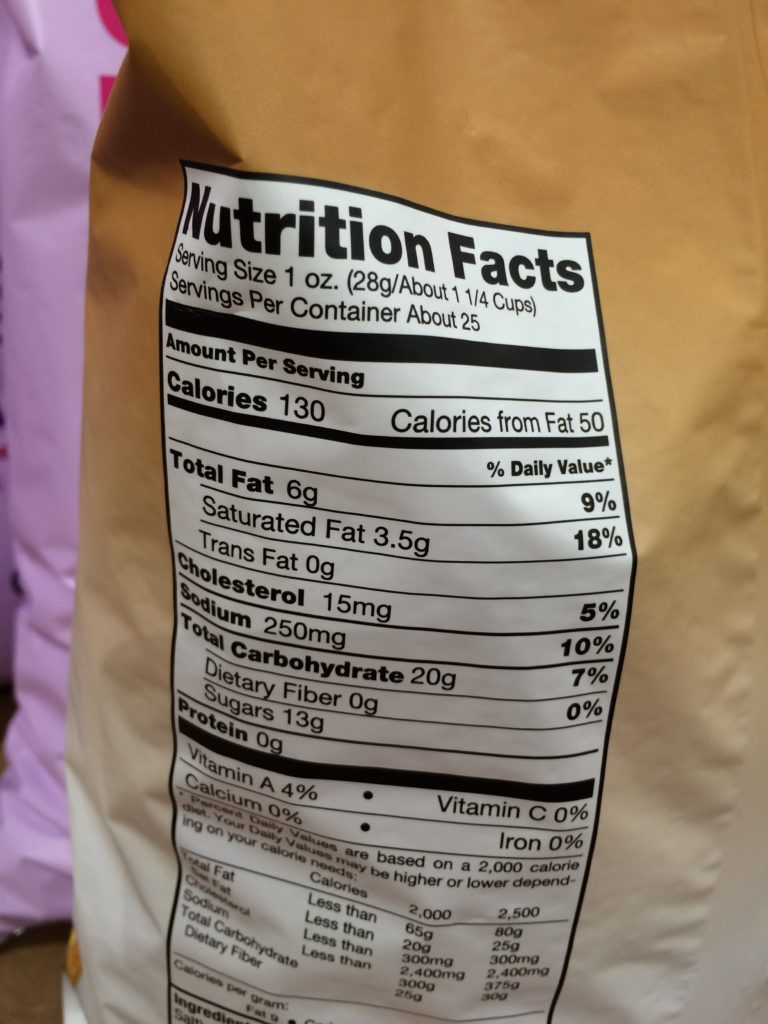 Nutrition Facts
Serving Size 1 oz. (28g/About 1 1/4 Cups)
Servings Per Container About 25
Amount Per Serving
Calories 130 Calories from Fat 50
% Daily Value*
Total Fat 6g 9%
Saturated Fat 3.5g 18%
Trans Fat 0g
Cholesterol 15mg 5%
Sodium 250mg 10%
Total Carbohydrate 20g 7%
Dietary Fiber 0g 0%
Sugars 13g
Protein 0g
Vitamin A 4% • Vitamin C 0%
Calcium 0% • Iron 0%
* Percent Daily Values are based on a 2,000 calorie
diet. Your Daily Values may be higher or lower depend-
ing on your calorie needs:
Calories 2,000 2,500
Total Fat Less than 65g 80g
Sat Fat Less than 20g 25g
Cholesterol Less than 300mg 300mg
Sodium Less than 2,400mg 2,400mg
Total Carbohydrate 300g 375g
Dietary Fiber 25g 30g
Calories per gram:
Fat 9 •